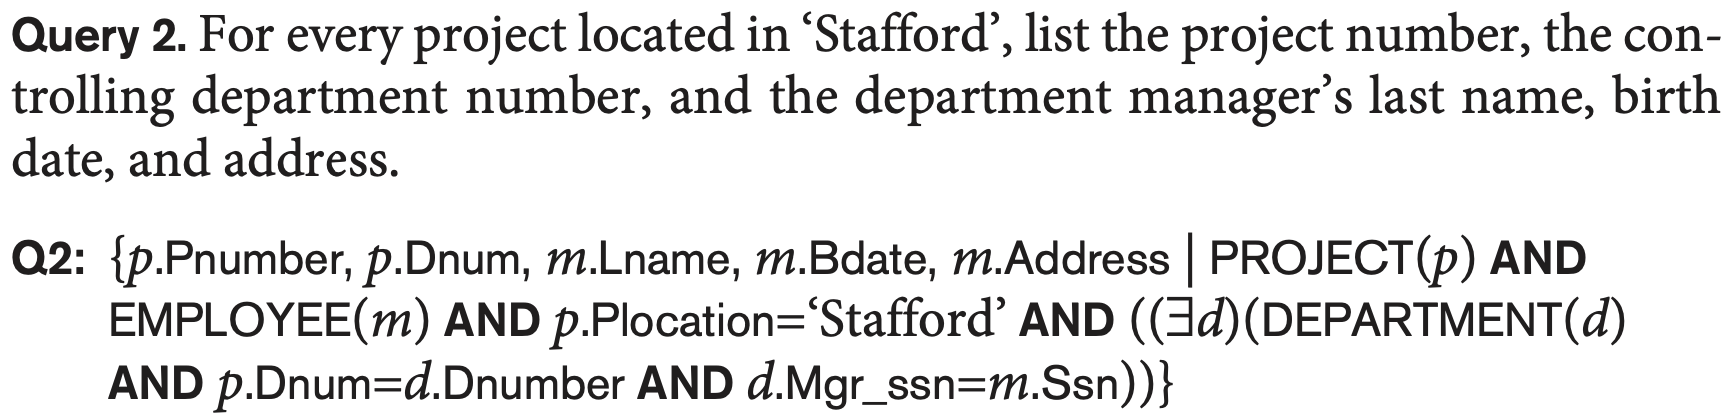 Query 2. For every project located in ‘Stafford’, list the project number, the con-
trolling department number, and the department manager’s last name, birth
date, and address.
Q2: {p.Pnumber, p.Dnum, m.Lname, m.Bdate, m.Address | PROJECT(p) AND
EMPLOYEE(m) AND p.Plocation=‘Stafford’ AND ((∃d)(DEPARTMENT(d)
AND p.Dnum=d.Dnumber AND d.Mgr_ssn=m.Ssn))}